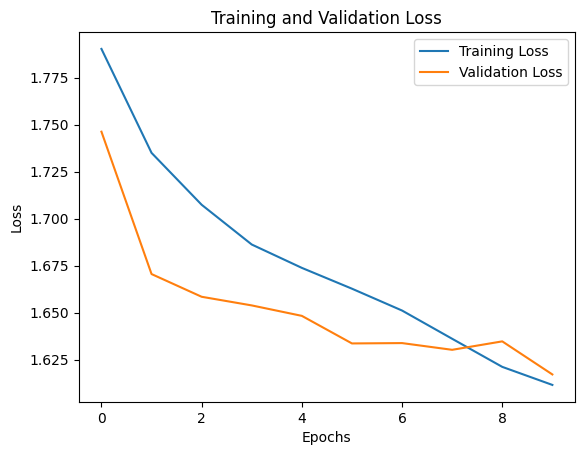 Training and Validation Loss
Training Loss
Validation Loss
1.775
1.750
1.725
1.700
1.675
1.650
1.625
Loss
0
2
4
6
8
Epochs